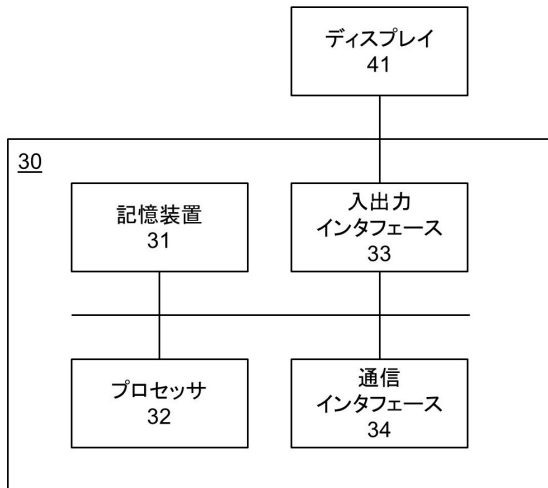 ディスプレイ
41
30
記憶装置
31
入出力
インタフェース
33
プロセッサ
32
通信
インタフェース
34